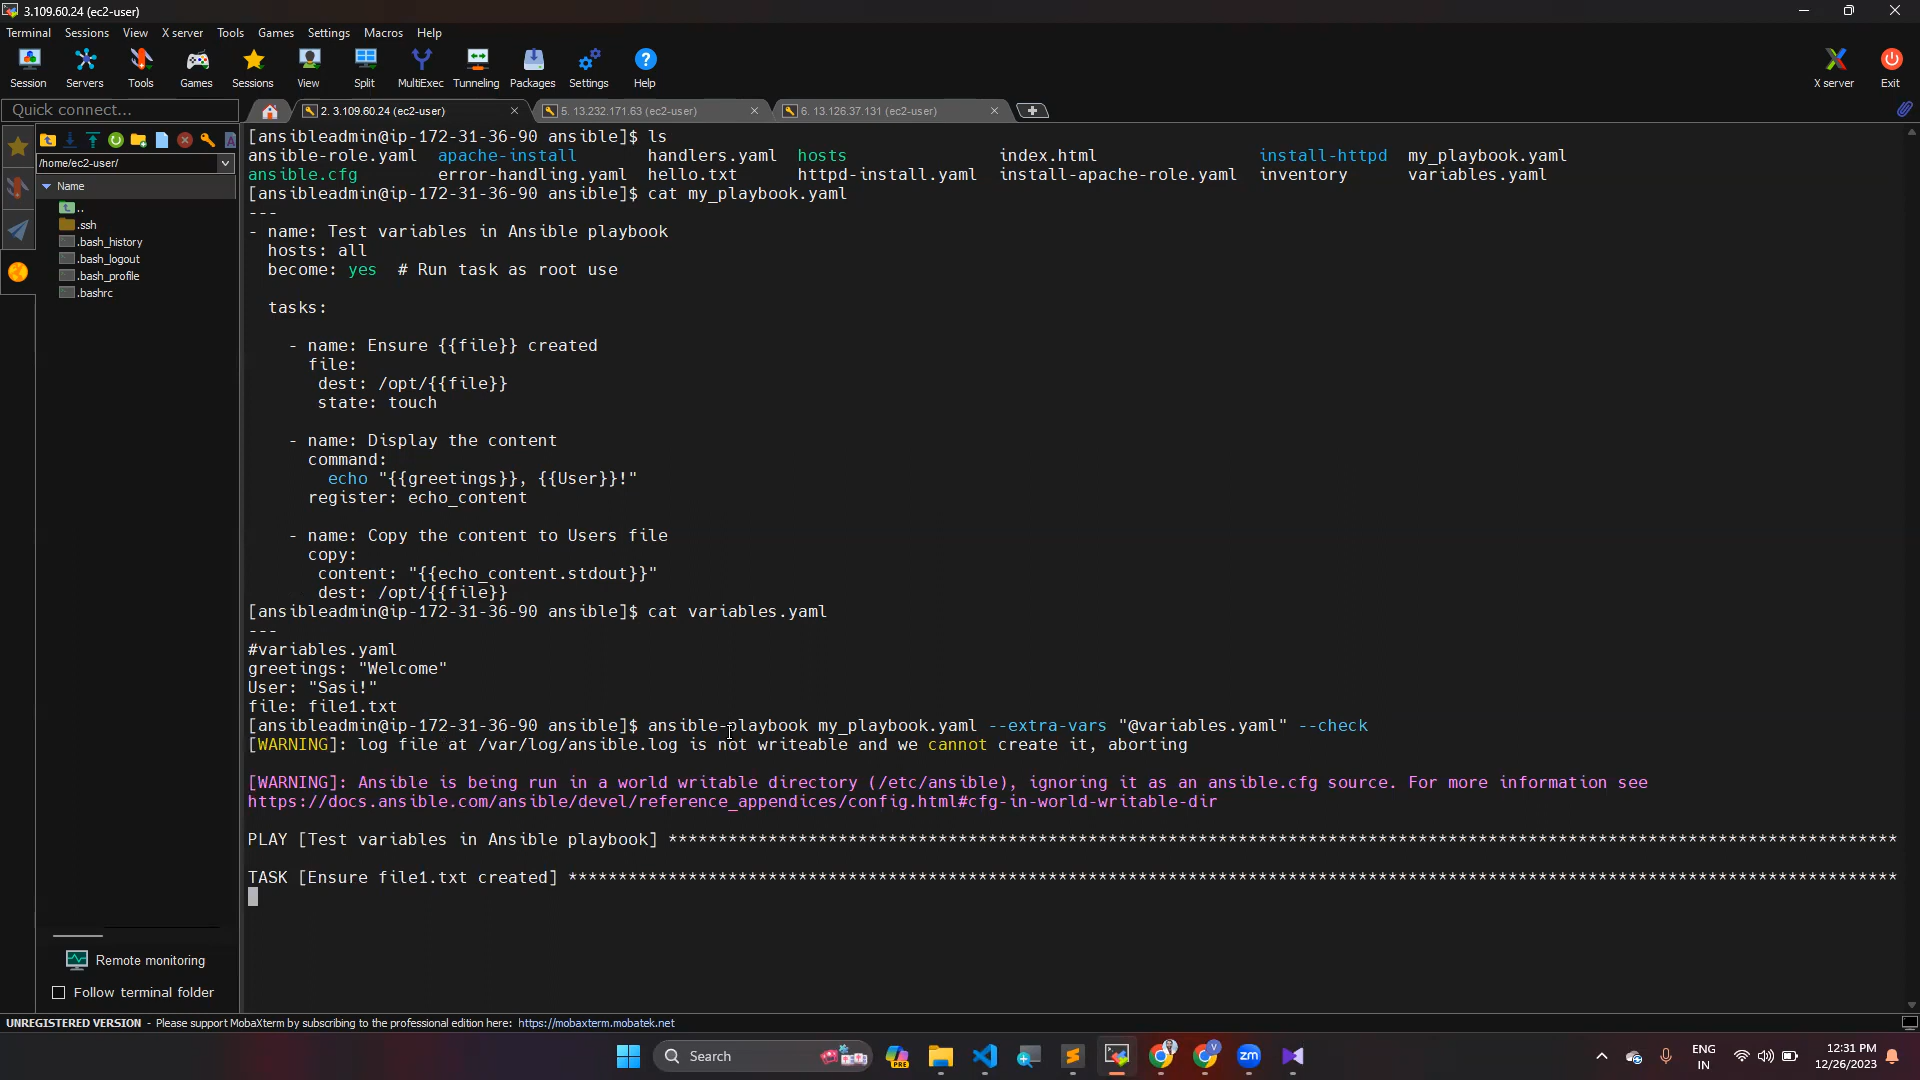 3.109.60.24 (ec2-user)
Terminal Sessions View X server Tools Games Settings Macros Help
Session Servers Tools Games Sessions View Split MultiExec Tunneling Packages Settings Help X server Exit
Quick connect... 2. 3.109.60.24 (ec2-user) 5. 13.232.171.63 (ec2-user) 6. 13.126.37.131 (ec2-user)
/home/ec2-user/
Name
..
.ssh
.bash_history
.bash_logout
.bash_profile
.bashrc
[ansibleadmin@ip-172-31-36-90 ansible]$ ls
ansible-role.yaml apache-install handlers.yaml hosts index.html install-httpd my_playbook.yaml
ansible.cfg error-handling.yaml hello.txt httpd-install.yaml install-apache-role.yaml inventory variables.yaml
[ansibleadmin@ip-172-31-36-90 ansible]$ cat my_playbook.yaml
---
- name: Test variables in Ansible playbook
hosts: all
become: yes # Run task as root use
tasks:
- name: Ensure {{file}} created
file:
dest: /opt/{{file}}
state: touch
- name: Display the content
command:
echo "{{greetings}}, {{User}}!"
register: echo_content
- name: Copy the content to Users file
copy:
content: "{{echo_content.stdout}}"
dest: /opt/{{file}}
[ansibleadmin@ip-172-31-36-90 ansible]$ cat variables.yaml
---
#variables.yaml
greetings: "Welcome"
User: "Sasi!"
file: file1.txt
[ansibleadmin@ip-172-31-36-90 ansible]$ ansible-playbook my_playbook.yaml --extra-vars "@variables.yaml" --check
[WARNING]: log file at /var/log/ansible.log is not writeable and we cannot create it, aborting
[WARNING]: Ansible is being run in a world writable directory (/etc/ansible), ignoring it as an ansible.cfg source. For more information see
https://docs.ansible.com/ansible/devel/reference_appendices/config.html#cfg-in-world-writable-dir
PLAY [Test variables in Ansible playbook] ***************************************************************************************************************************
TASK [Ensure file1.txt created] *************************************************************************************************************************************
Remote monitoring
Follow terminal folder
UNREGISTERED VERSION - Please support MobaXterm by subscribing to the professional edition here: https://mobaxterm.mobatek.net
Search
PRE
V
zm
ENG
IN
12:31 PM
12/26/2023